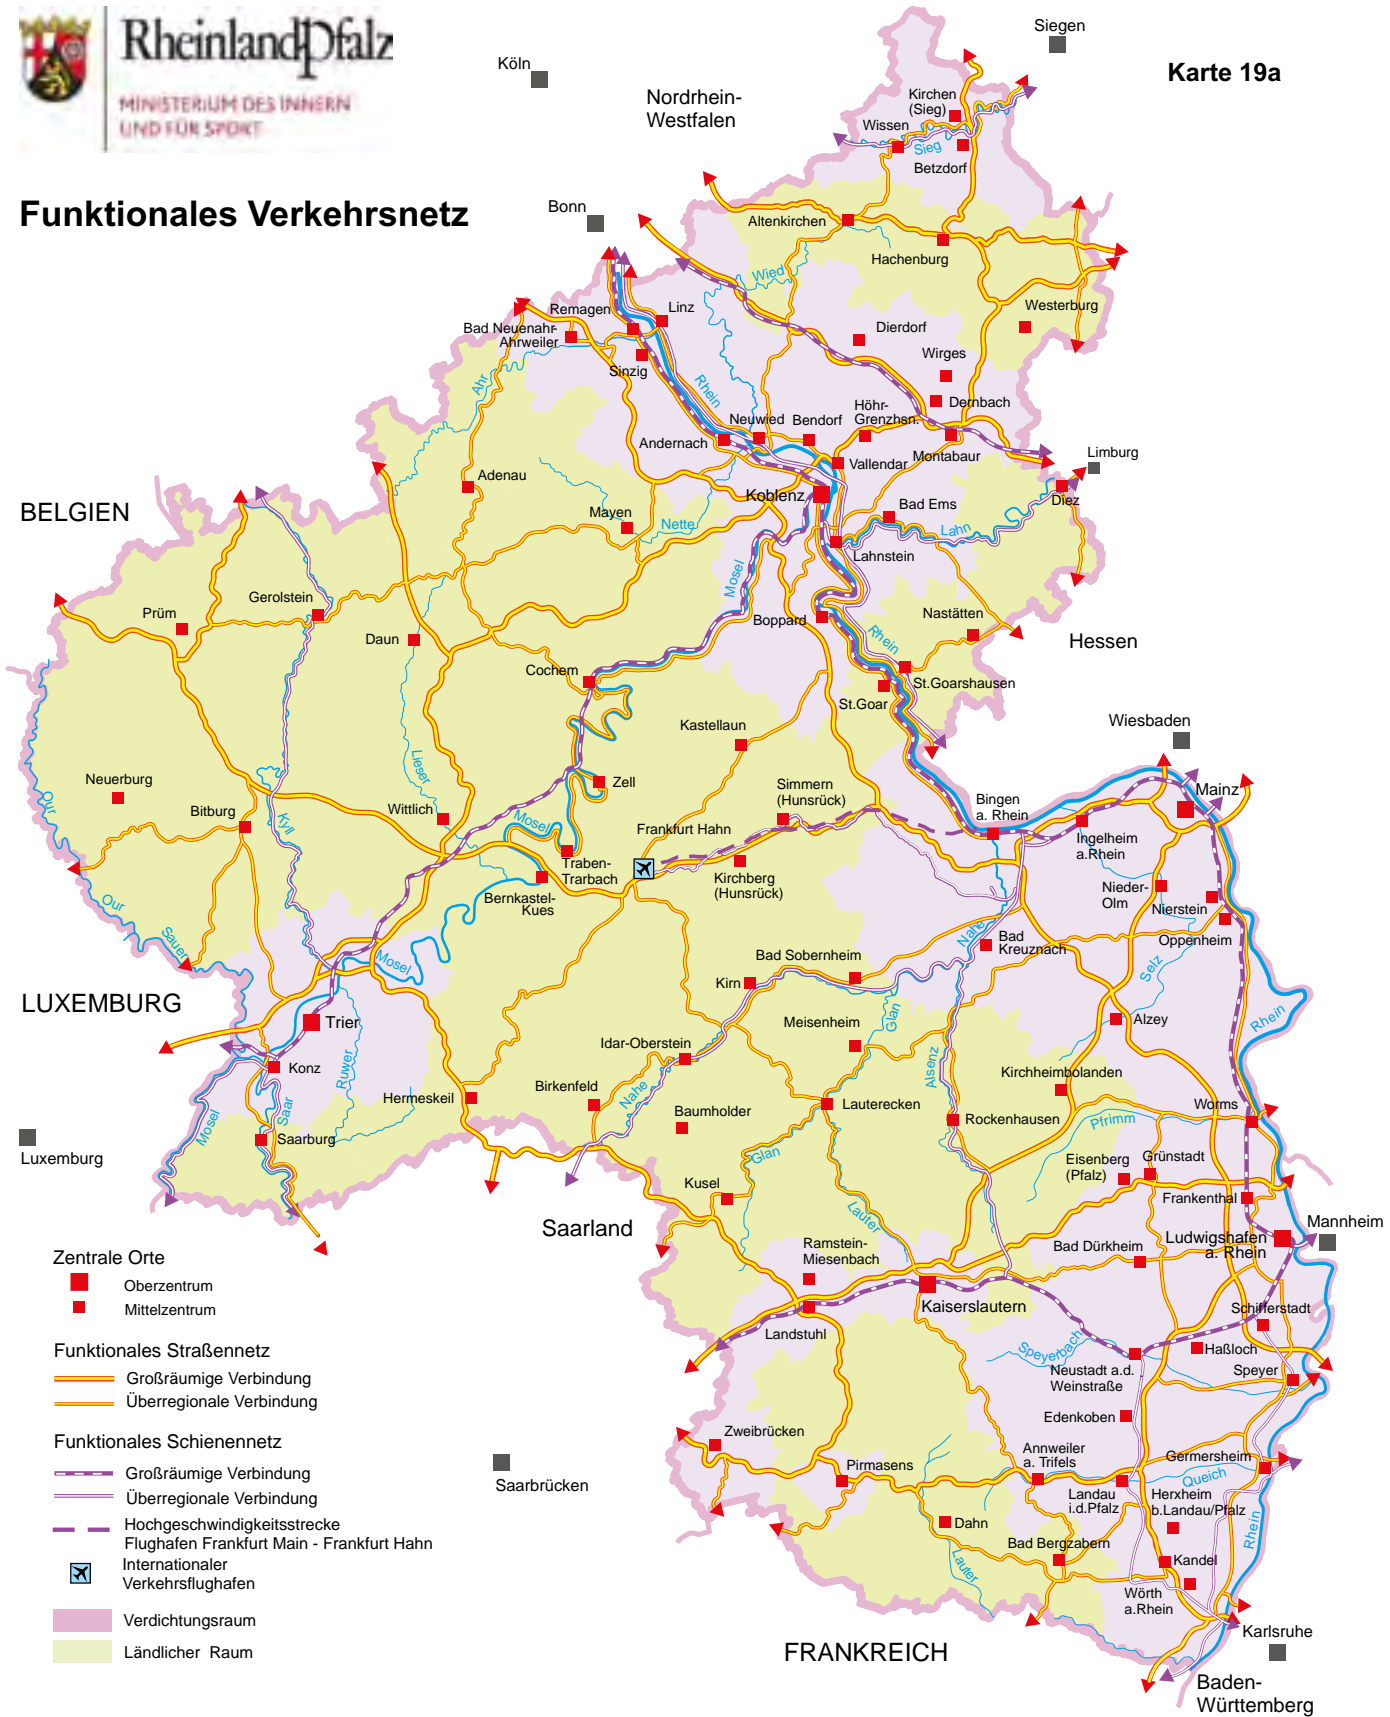 Rheinland-Pfalz
MINISTERIUM DES INNERN
UND FÜR SPORT
Funktionales Verkehrsnetz
Karte 19a
Köln
Siegen
Nordrhein-
Westfalen
Kirchen
(Sieg)
Wissen
Sieg
Betzdorf
Bonn
Altenkirchen
Hachenburg
Wied
Westerburg
Remagen
Linz
Bad Neuenahr-
Ahrweiler
Sinzig
Dierdorf
Wirges
Ahr
Rhein
Dernbach
Höhr-
Grenzhsn.
Neuwied
Bendorf
Andernach
Vallendar
Montabaur
Limburg
Adenau
Koblenz
Diez
Bad Ems
Lahn
BELGIEN
Mayen
Nette
Lahnstein
Mosel
Gerolstein
Prüm
Daun
Boppard
Nastätten
Rhein
Hessen
Cochem
St.Goarshausen
St.Goar
Kastellaun
Wiesbaden
Lieser
Neuerburg
Our
Bitburg
Kyll
Wittlich
Zell
Mosel
Simmern
(Hunsrück)
Frankfurt Hahn
Bingen
a. Rhein
Mainz
Ingelheim
a.Rhein
Traben-
Trarbach
Kirchberg
(Hunsrück)
Bernkastel-
Kues
Nieder-
Olm
Nierstein
Oppenheim
Our
Sauer
Mosel
Nahe
Bad
Kreuznach
Bad Sobernheim
Kirn
Selz
LUXEMBURG
Trier
Meisenheim
Glan
Alzey
Rhein
Konz
Ruwer
Idar-Oberstein
Alsenz
Kirchheimbolanden
Hermeskeil
Birkenfeld
Nahe
Baumholder
Lauterecken
Rockenhausen
Worms
Pfrimm
Mosel
Saar
Saarburg
Luxemburg
Glan
Eisenberg
(Pfalz)
Grünstadt
Kusel
Frankenthal
Lauter
Saarland
Mannheim
Ludwigshafen
a. Rhein
Bad Dürkheim
Ramstein-
Miesenbach
Kaiserslautern
Landstuhl
Schifferstadt
Speyerbach
Haßloch
Neustadt a.d.
Weinstraße
Speyer
Edenkoben
Zweibrücken
Annweiler
a. Trifels
Germersheim
Pirmasens
Queich
Landau
i.d.Pfalz
Herxheim
b.Landau/Pfalz
Saarbrücken
Dahn
Bad Bergzabern
Rhein
Kandel
Lauter
Wörth
a.Rhein
Karlsruhe
FRANKREICH
Baden-
Württemberg
Zentrale Orte
Oberzentrum
Mittelzentrum
Funktionales Straßennetz
Großräumige Verbindung
Überregionale Verbindung
Funktionales Schienennetz
Großräumige Verbindung
Überregionale Verbindung
Hochgeschwindigkeitsstrecke
Flughafen Frankfurt Main - Frankfurt Hahn
Internationaler
Verkehrsflughafen
Verdichtungsraum
Ländlicher Raum